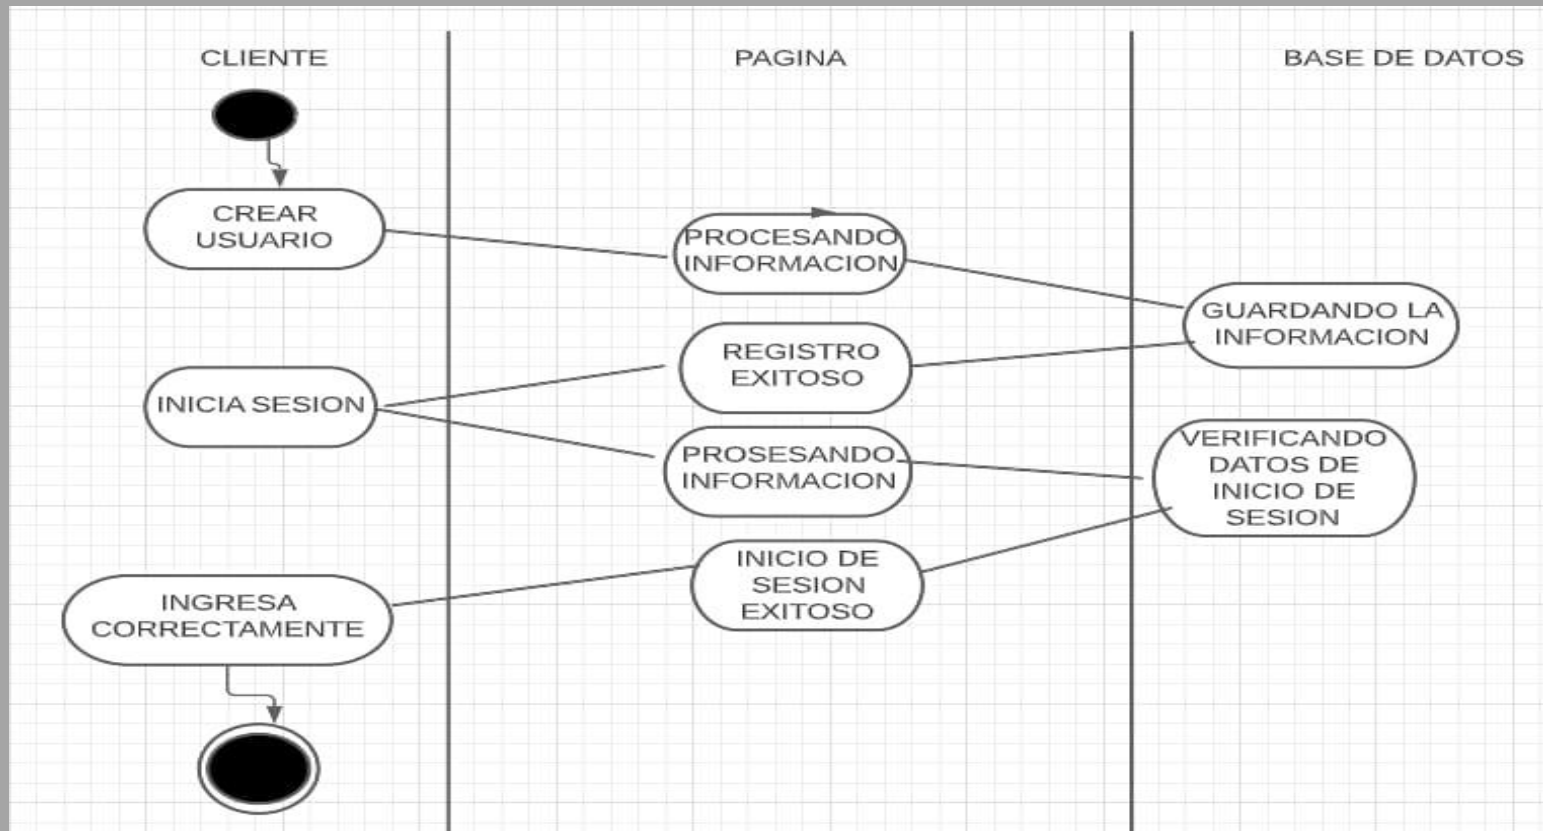 CLIENTE
PAGINA
BASE DE DATOS
CREAR
USUARIO
PROCESANDO
INFORMACION
GUARDANDO LA
INFORMACION
REGISTRO
EXITOSO
INICIA SESION
PROSESANDO
INFORMACION
VERIFICANDO
DATOS DE
INICIO DE
SESION
INICIO DE
SESION
EXITOSO
INGRESA
CORRECTAMENTE